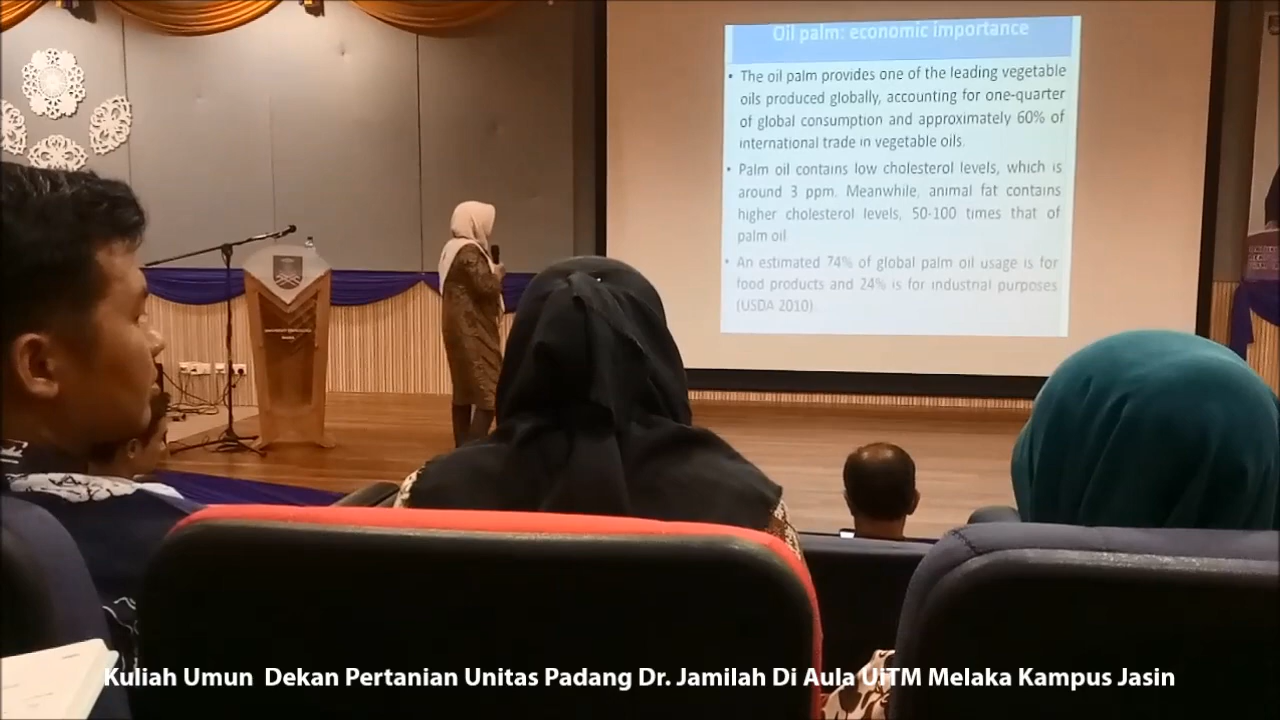 Oil palm: economic importance
• The oil palm provides one of the leading vegetable
oils produced globally, accounting for one-quarter
of global consumption and approximately 60% of
international trade in vegetable oils.
• Palm oil contains low cholesterol levels, which is
around 3 ppm. Meanwhile, animal fat contains
higher cholesterol levels, 50-100 times that of
palm oil
• An estimated 74% of global palm oil usage is for
food products and 24% is for industrial purposes
(USDA 2010).
Kuliah Umun Dekan Pertanian Unitas Padang Dr. Jamilah Di Aula UiTM Melaka Kampus Jasin